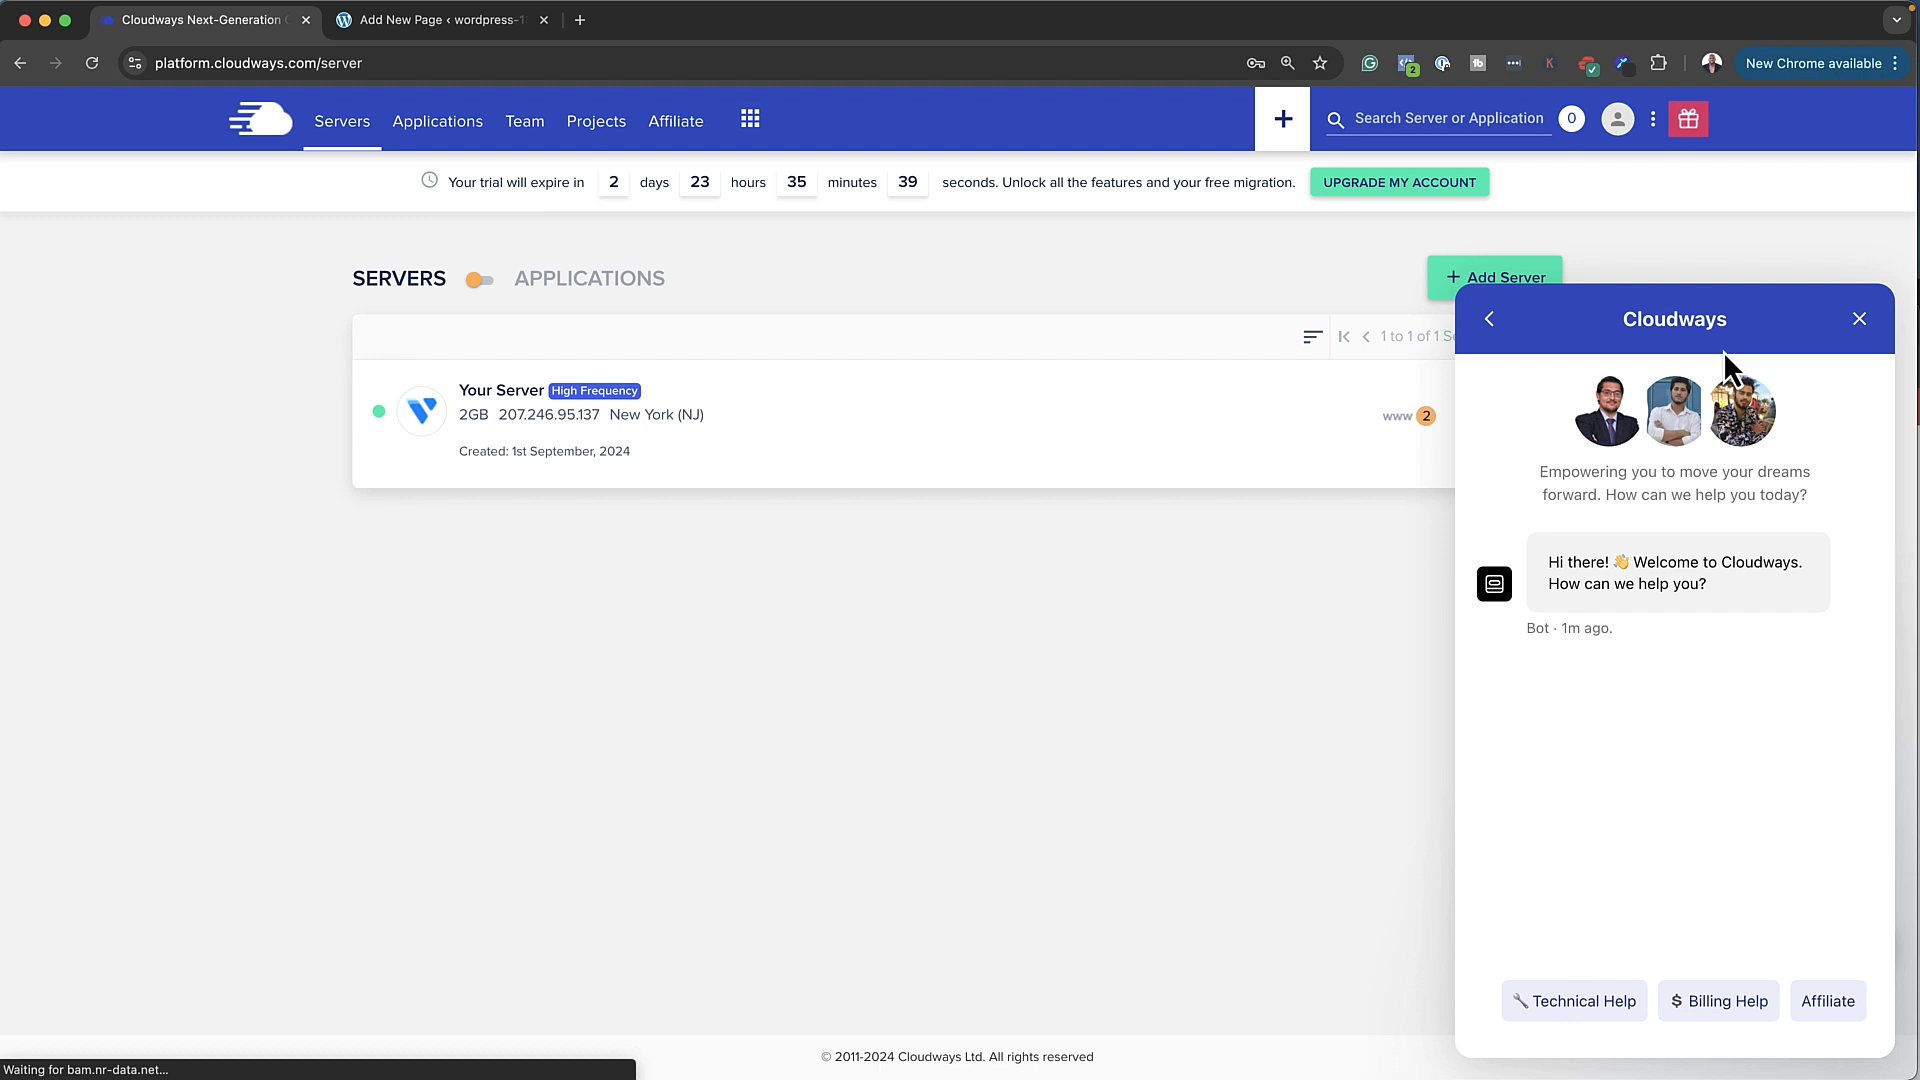 Cloudways Next-Generation
Add New Page ‹ wordpress-1
platform.cloudways.com/server
2
tb
K
New Chrome available
Servers
Applications
Team
Projects
Affiliate
+
Search Server or Application
0
Your trial will expire in 2 days 23 hours 35 minutes 39 seconds. Unlock all the features and your free migration.
UPGRADE MY ACCOUNT
SERVERS
APPLICATIONS
+ Add Server
1 to 1 of 1 Se
Your Server High Frequency
2GB 207.246.95.137 New York (NJ)
www 2
Created: 1st September, 2024
Cloudways
Empowering you to move your dreams
forward. How can we help you today?
Hi there! 👋 Welcome to Cloudways.
How can we help you?
Bot · 1m ago.
🔧 Technical Help
$ Billing Help
Affiliate
© 2011-2024 Cloudways Ltd. All rights reserved
Waiting for bam.nr-data.net...